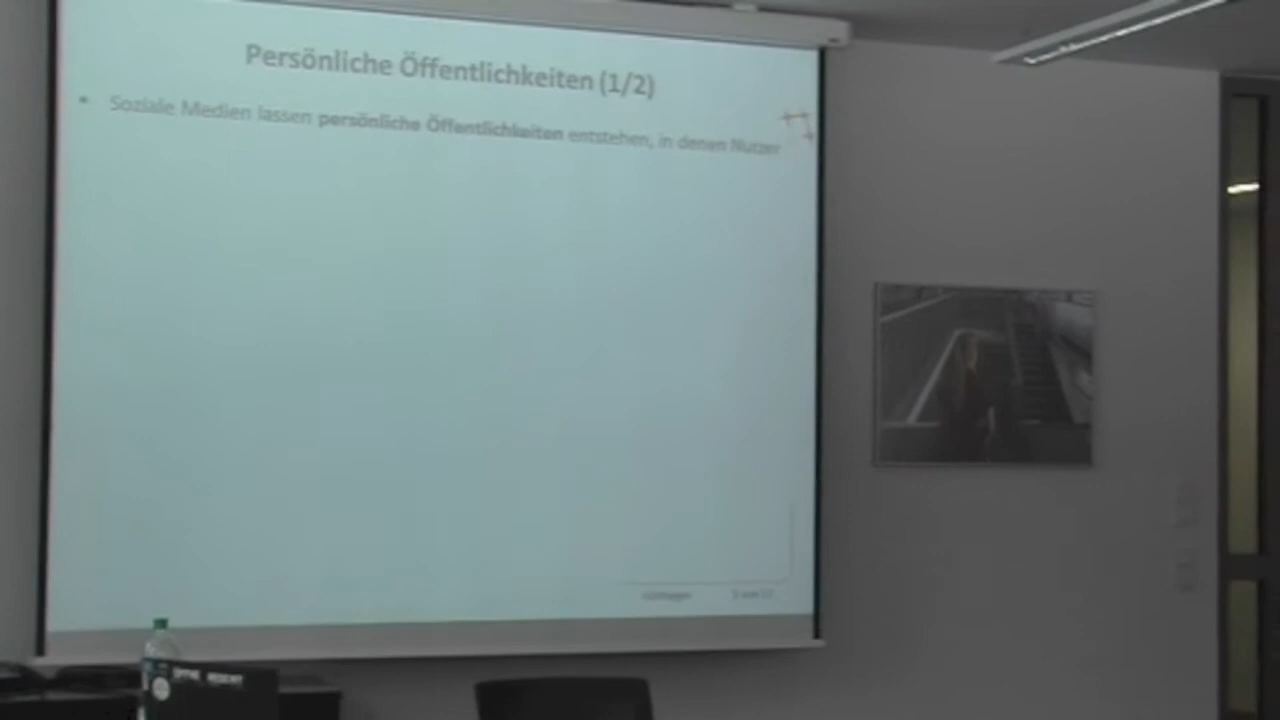 Persönliche Öffentlichkeiten (1/2)
• Soziale Medien lassen persönliche Öffentlichkeiten entstehen, in denen Nutzer